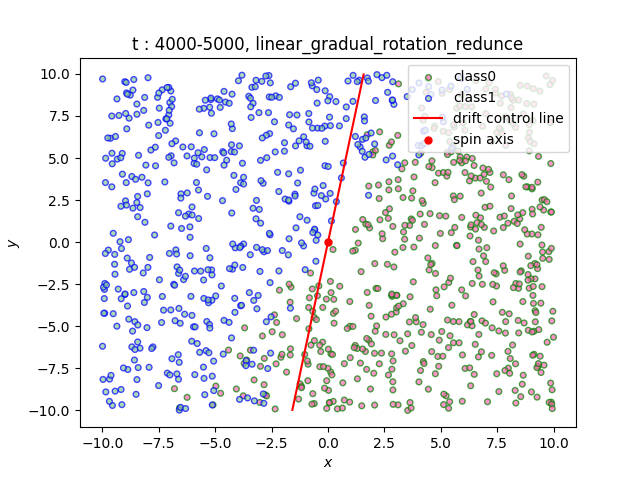 t : 4000-5000, linear_gradual_rotation_redunce
class0
class1
drift control line
spin axis
10.0
7.5
5.0
2.5
0.0
−2.5
−5.0
−7.5
−10.0
y
−10.0 −7.5 −5.0 −2.5 0.0 2.5 5.0 7.5 10.0
x